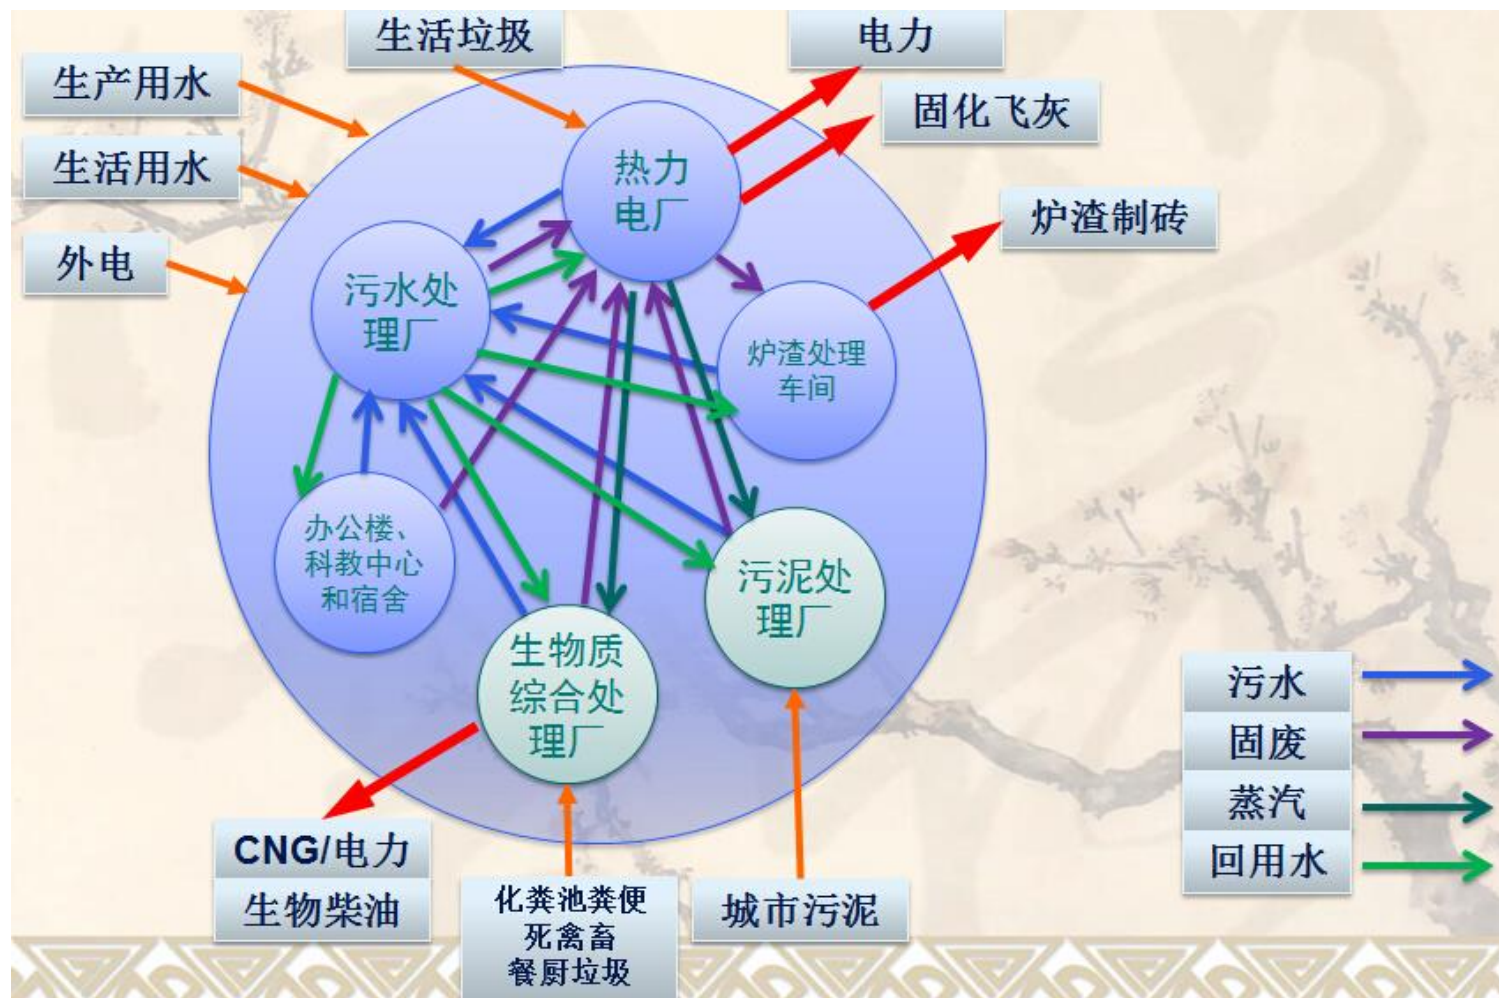 生活垃圾
电力
生产用水
固化飞灰
生活用水
热力
电厂
炉渣制砖
外电
污水处
理厂
炉渣处理
车间
办公楼、
科教中心
和宿舍
污泥处
理厂
生物质
综合处
理厂
污水
固废
蒸汽
回用水
CNG/电力
生物柴油
化粪池粪便
死禽畜
餐厨垃圾
城市污泥